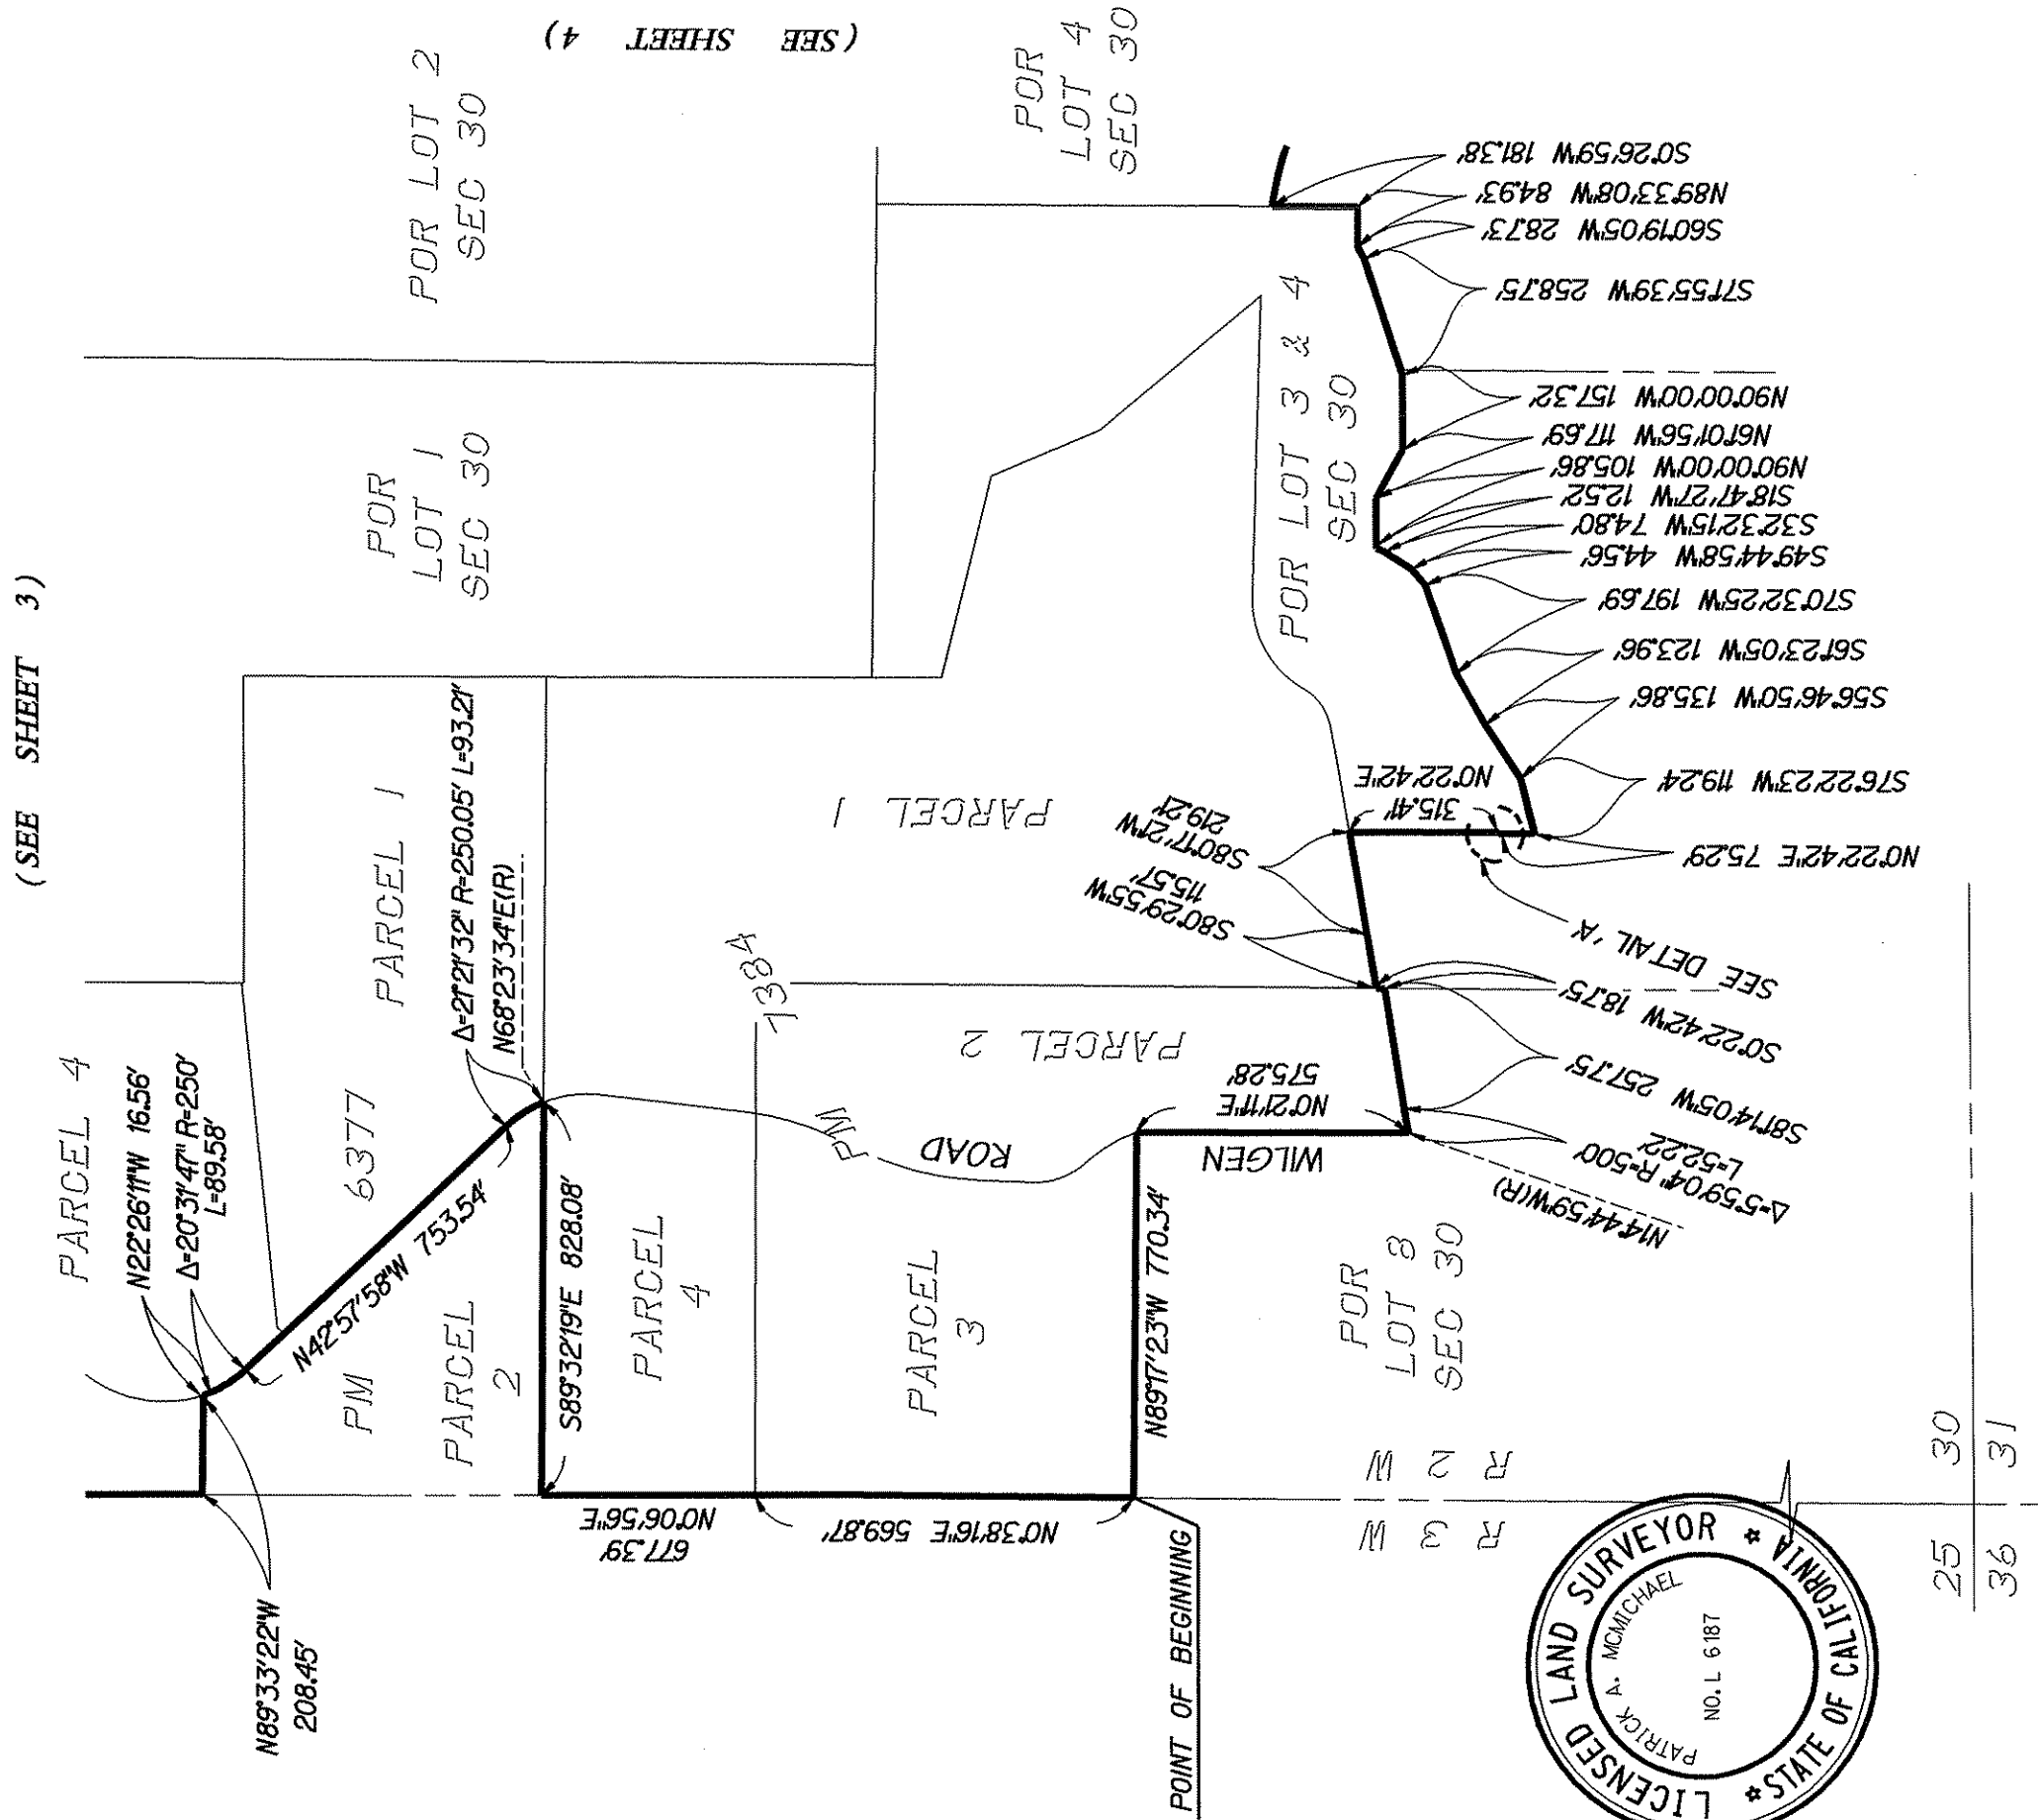 (SEE SHEET 3)
(SEE SHEET 4)
POR LOT 2
SEC 30
POR
LOT 4
SEC 30
POR
LOT 1
SEC 30
POR LOT 3 & 4
SEC 30
PARCEL 4
N22°26'11"W 16.56'
Δ=20°31'47" R=250'
L=89.58'
N42°57'58"W 753.54'
PARCEL 1
PM 6377
PARCEL
2
Δ=21°21'32" R=250.05' L=93.21'
N68°23'34"E(R)
S89°32'19"E 828.08'
N89°33'22"W
208.45'
PARCEL
4
PARCEL
3
PM 7384
PARCEL 1
PARCEL 2
WILGEN ROAD
N0°21'11"E
575.28'
N89°17'23"W 770.34'
N0°06'56"E
677.39'
N0°38'16"E 569.87'
POINT OF BEGINNING
POR
LOT 8
SEC 30
R 2 W
R 3 W
S0°26'59"W 181.38'
N89°33'08"W 84.93'
S60°19'05"W 28.73'
S71°55'39"W 258.75'
N90°00'00"W 157.32'
N61°01'56"W 117.69'
N90°00'00"W 105.86'
S18°47'27"W 12.52'
S32°32'15"W 74.80'
S49°44'58"W 44.56'
S70°32'25"W 197.69'
S61°23'05"W 123.96'
S56°46'50"W 135.86'
S76°22'23"W 119.24'
N0°22'42"E 75.29'
N0°22'42"E
315.41'
SEE DETAIL 'A'
S80°17'21"W
219.21'
S80°29'55"W
115.57'
S0°22'42"W 18.75'
S81°14'05"W 257.75'
Δ=5°59'04" R=500'
L=52.22'
N14°44'59"W(R)
LICENSED LAND SURVEYOR
PATRICK A. MCMICHAEL
NO. L 6187
STATE OF CALIFORNIA
25 30
36 31